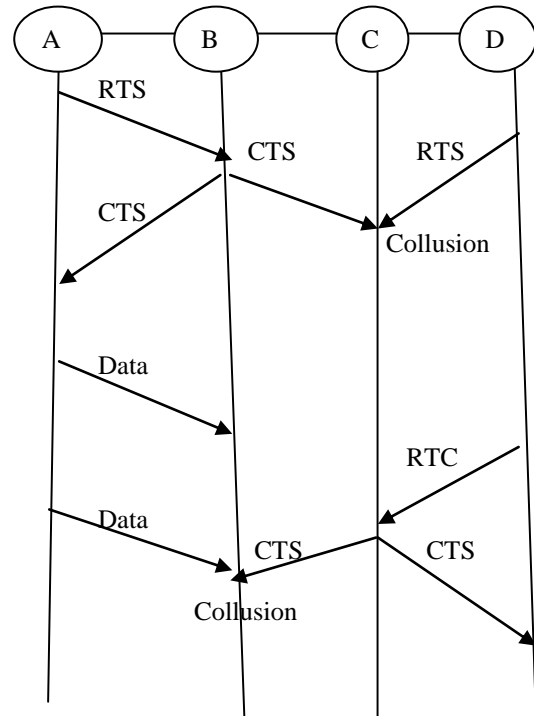 A B C D
RTS
CTS RTS
CTS
Collusion
Data
RTC
Data CTS CTS
Collusion